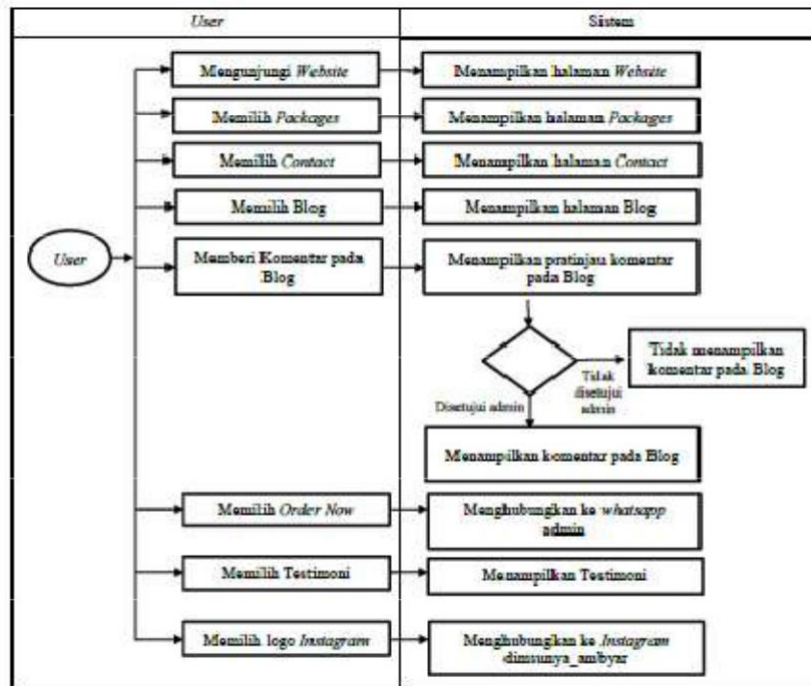 User
Sistem
Mengunjungi Website
Menampilkan halaman Website
Memilih Packages
Menampilkan halaman Packages
Memilih Contact
Menampilkan halaman Contact
Memilih Blog
Menampilkan halaman Blog
User
Memberi Komentar pada
Blog
Menampilkan pratinjau komentar
pada Blog
Tidak menampilkan
komentar pada Blog
Tidak
disetujui
admin
Disetujui admin
Menampilkan komentar pada Blog
Memilih Order Now
Menghubungkan ke whatsapp
admin
Memilih Testimoni
Menampilkan Testimoni
Memilih logo Instagram
Menghubungkan ke Instagram
dimsunya_ambyar